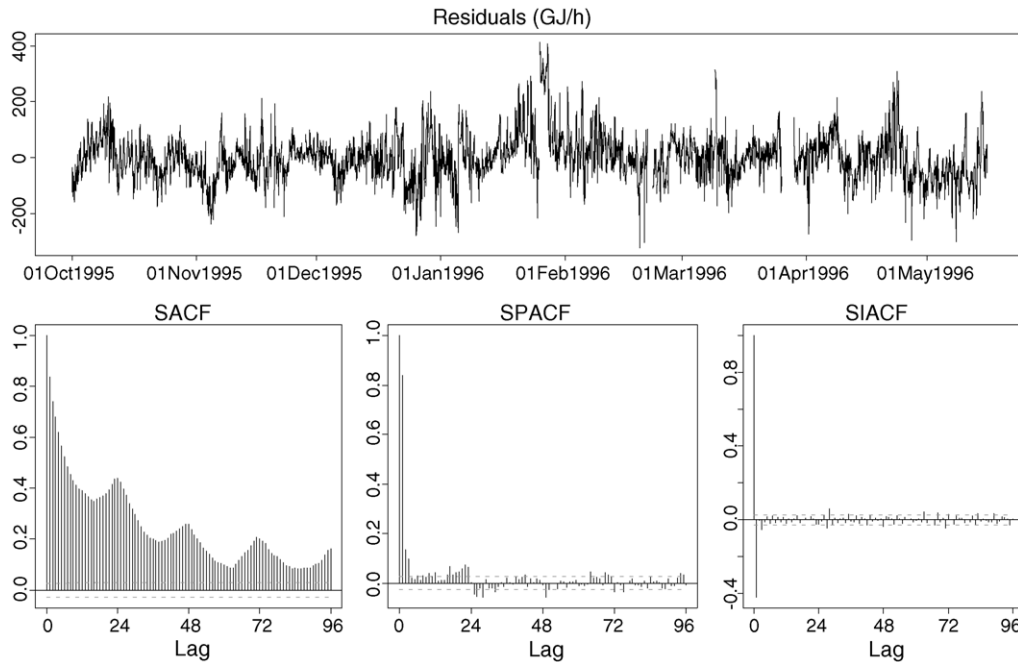 Residuals (GJ/h)
400
200
0
-200
01Oct1995 01Nov1995 01Dec1995 01Jan1996 01Feb1996 01Mar1996 01Apr1996 01May1996
SACF SPACF SIACF
1.0
0.8
0.6
0.4
0.2
0.0
0 24 48 72 96
Lag
1.0
0.8
0.6
0.4
0.2
0.0
0 24 48 72 96
Lag
0.8
0.4
0.0
-0.4
0 24 48 72 96
Lag